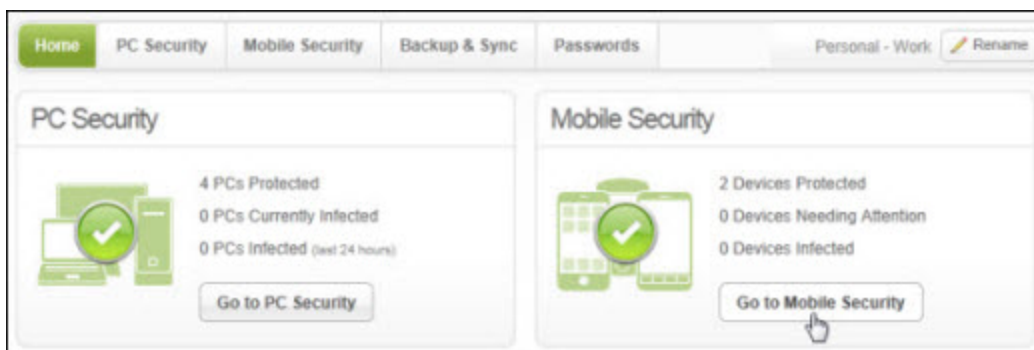 Home PC Security Mobile Security Backup & Sync Passwords Personal - Work Rename
PC Security
4 PCs Protected
0 PCs Currently Infected
0 PCs Infected (last 24 hours)
Go to PC Security
Mobile Security
2 Devices Protected
0 Devices Needing Attention
0 Devices Infected
Go to Mobile Security